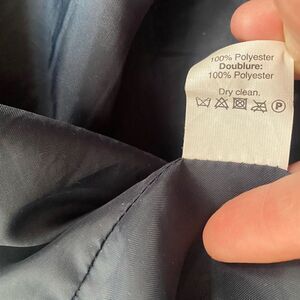 100% Polyester
Doublure:
100% Polyester
Dry clean.
P